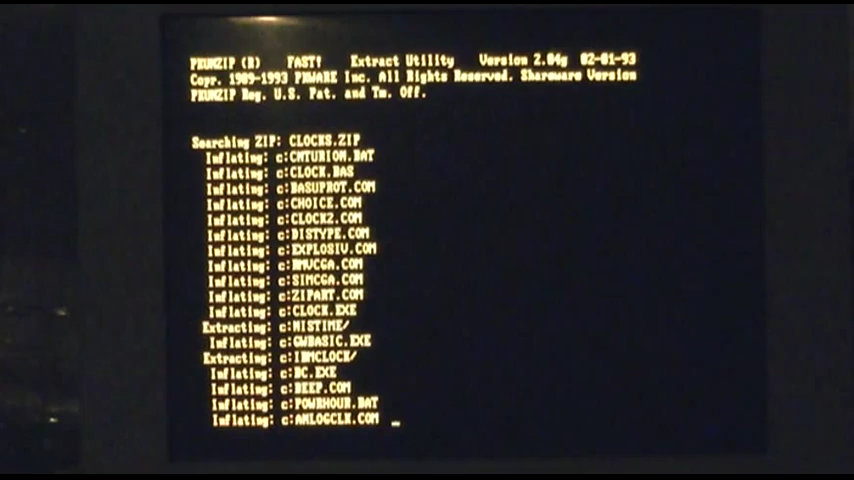 PKUNZIP (R)    FAST!    Extract Utility    Version 2.04g  02-01-93
Copr. 1989-1993 PKWARE Inc. All Rights Reserved. Shareware Version
PKUNZIP Reg. U.S. Pat. and Tm. Off.
Searching ZIP: CLOCKS.ZIP
Inflating: c:CNTURION.BAT
Inflating: c:CLOCK.BAS
Inflating: c:BASUPROT.COM
Inflating: c:CHOICE.COM
Inflating: c:CLOCK2.COM
Inflating: c:DISTYPE.COM
Inflating: c:EXPLOSIV.COM
Inflating: c:RMVCGA.COM
Inflating: c:SIMCGA.COM
Inflating: c:ZIPART.COM
Inflating: c:CLOCK.EXE
Extracting: c:NISTIME/
Inflating: c:GWBASIC.EXE
Extracting: c:IBMCLOCK/
Inflating: c:BC.EXE
Inflating: c:BEEP.COM
Inflating: c:POWRHOUR.BAT
Inflating: c:ANLOGCLK.COM